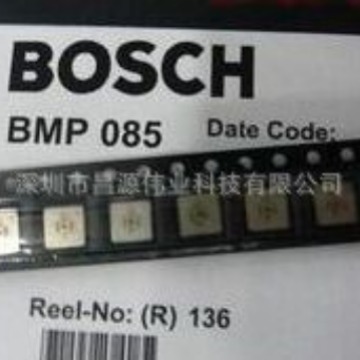 BOSCH
BMP 085
Date Code:
深圳市昌源伟业科技有限公司
Reel-No: (R) 136